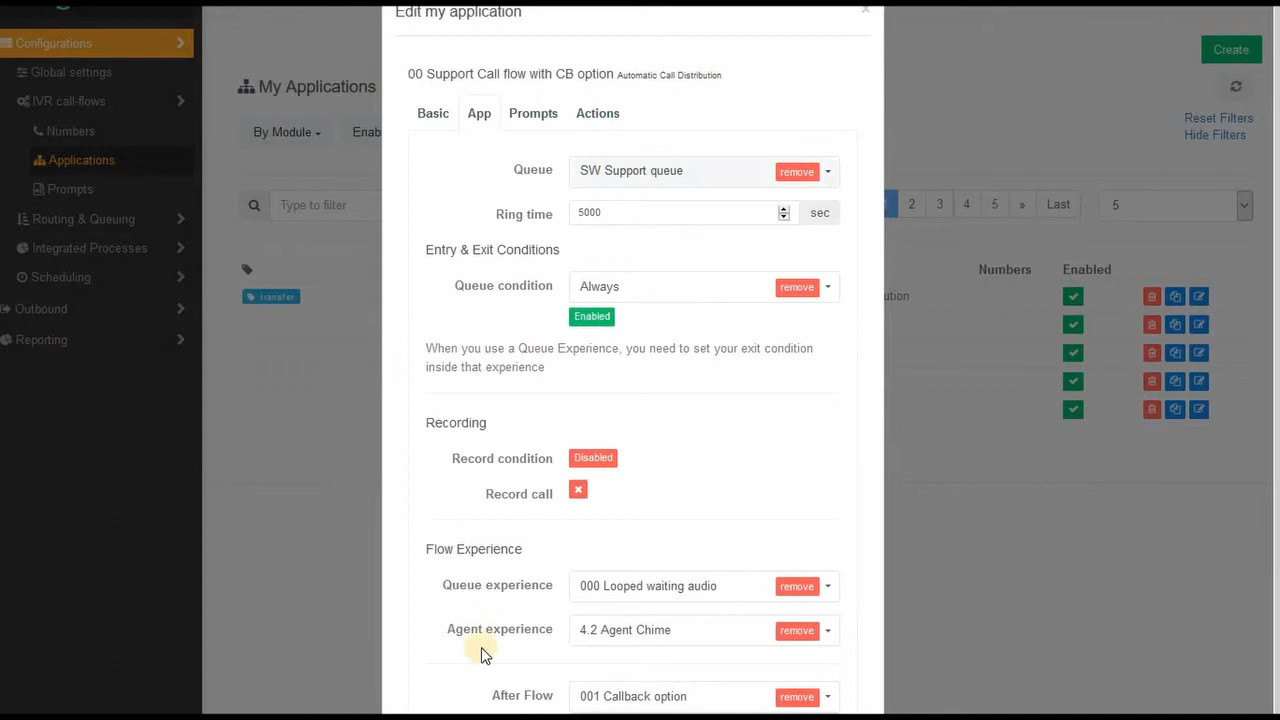 Edit my application
×
Configurations
Global settings
IVR call-flows
Numbers
Applications
Prompts
Routing & Queuing
Integrated Processes
Scheduling
Outbound
Reporting
My Applications
Create
By Module
Enab
Reset Filters
Hide Filters
Type to filter
2 3 4 5 » Last
5
Numbers Enabled
transfer
ution
00 Support Call flow with CB option Automatic Call Distribution
Basic App Prompts Actions
Queue SW Support queue remove
Ring time 5000 sec
Entry & Exit Conditions
Queue condition Always remove
Enabled
When you use a Queue Experience, you need to set your exit condition
inside that experience
Recording
Record condition Disabled
Record call
Flow Experience
Queue experience 000 Looped waiting audio remove
Agent experience 4.2 Agent Chime remove
After Flow 001 Callback option remove